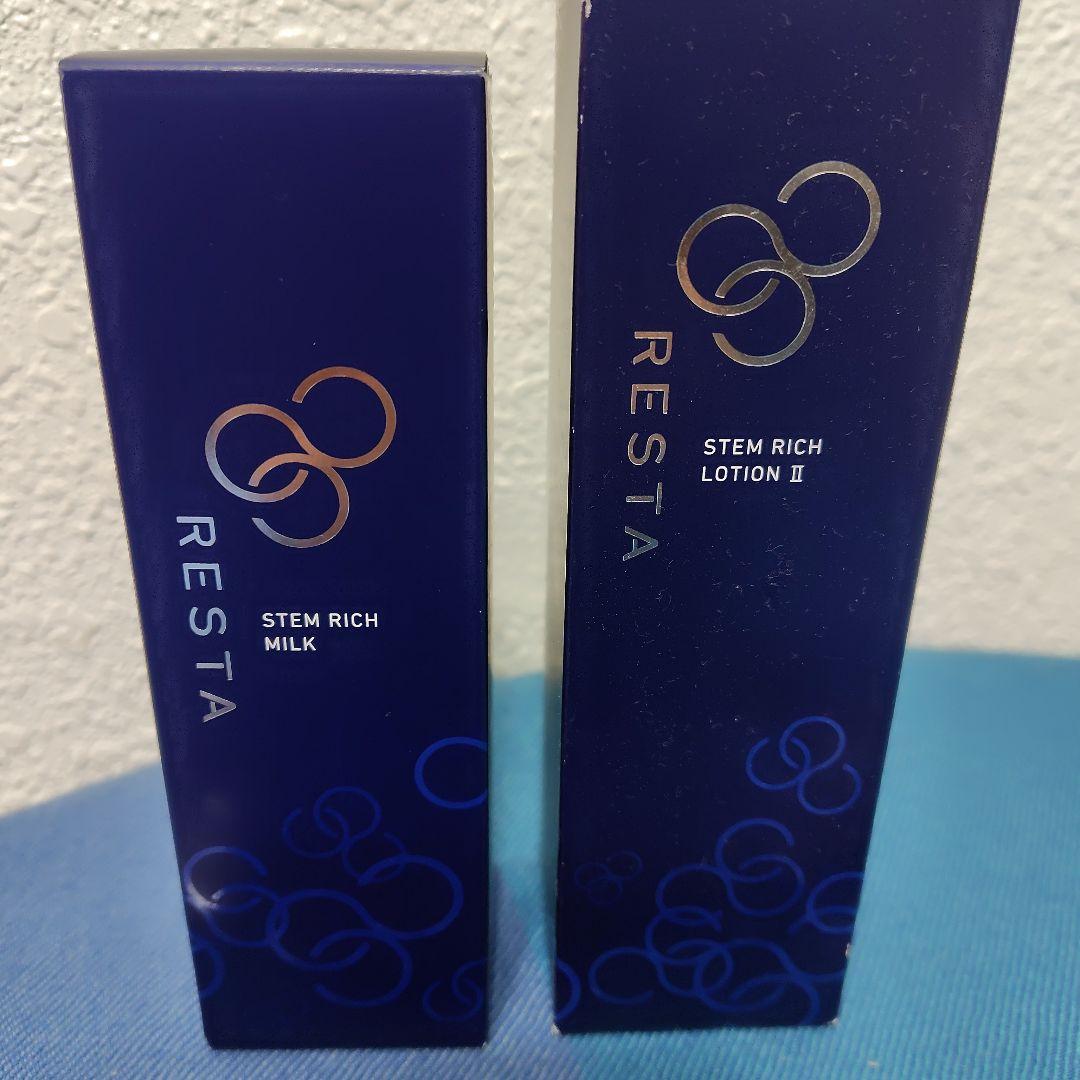 RESTA
STEM RICH
MILK
RESTA
STEM RICH
LOTION Ⅱ